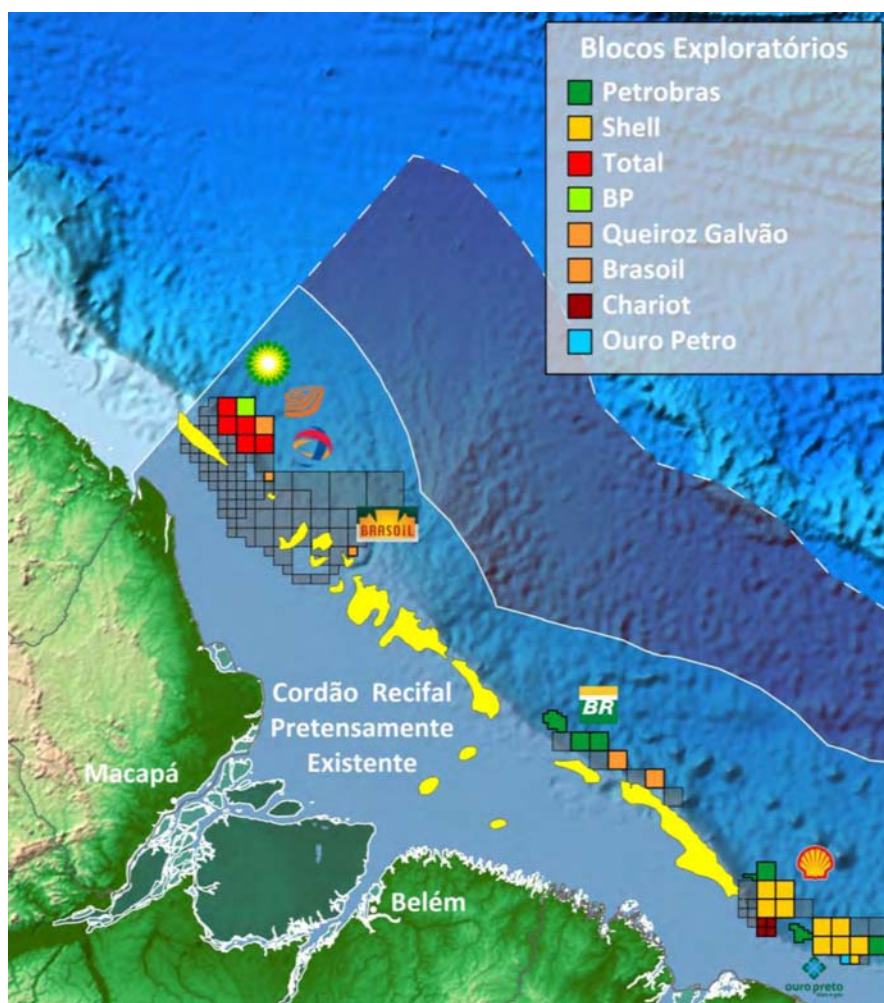 Blocos Exploratórios
Petrobras
Shell
Total
BP
Queiroz Galvão
Brasoil
Chariot
Ouro Petro
BRASOIL
BR
Cordão Recifal
Pretensamente
Existente
Macapá
Belém
ouro preto